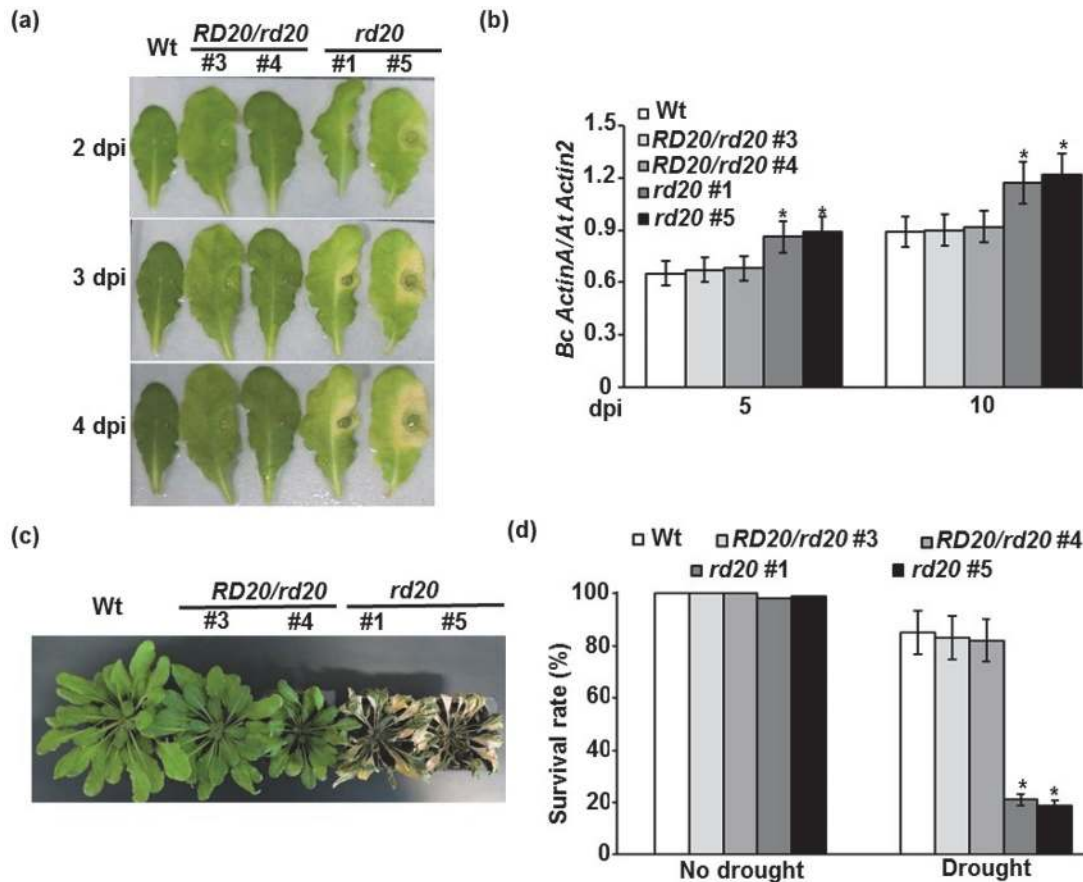 (a)
Wt RD20/rd20 rd20
#3 #4 #1 #5
2 dpi
3 dpi
4 dpi
(b)
Wt
RD20/rd20 #3
RD20/rd20 #4
rd20 #1
rd20 #5
Bc ActinA/At Actin2
1.5
1.2
0.9
0.6
0.3
0
* * * *
dpi 5 10
(c)
Wt RD20/rd20 rd20
#3 #4 #1 #5
(d)
Wt RD20/rd20 #3 RD20/rd20 #4
rd20 #1 rd20 #5
Survival rate (%)
100
80
60
40
20
0
* *
No drought Drought